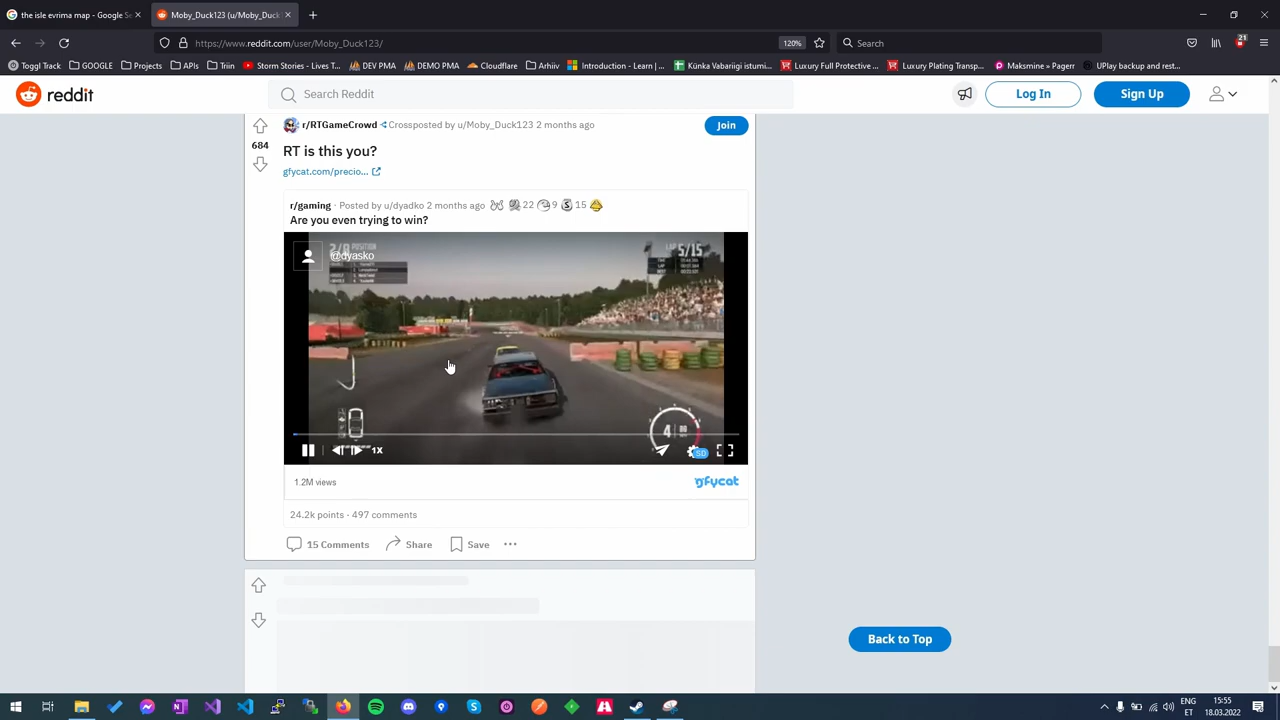 the isle evrima map - Google Se
Moby_Duck123 (u/Moby_Duck
https://www.reddit.com/user/Moby_Duck123/
120%
Search
21
Toggl Track
GOOGLE
Projects
APIs
Triin
Storm Stories - Lives T...
DEV PMA
DEMO PMA
Cloudflare
Arhiiv
Introduction - Learn | ...
Künka Vabariigi istumi...
Luxury Full Protective ...
Luxury Plating Transp...
Maksmine » Pagerr
UPlay backup and rest...
reddit
Search Reddit
Log In
Sign Up
r/RTGameCrowd Crossposted by u/Moby_Duck123 2 months ago
Join
684
RT is this you?
gfycat.com/precio...
r/gaming · Posted by u/dyadko 2 months ago 22 9 S 15
Are you even trying to win?
2/8 POSITION
5/15
@dyasko
LAP
4
80
1X
SD
1.2M views
gfycat
24.2k points · 497 comments
15 Comments
Share
Save
Back to Top
ENG
ET
15:55
18.03.2022